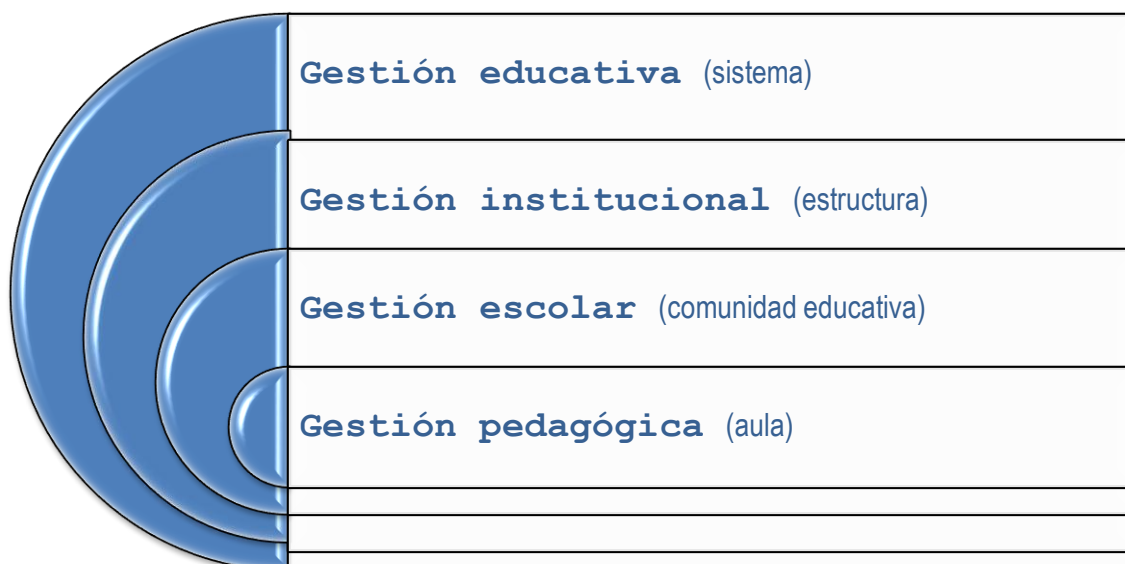 Gestión educativa (sistema)
Gestión institucional (estructura)
Gestión escolar (comunidad educativa)
Gestión pedagógica (aula)